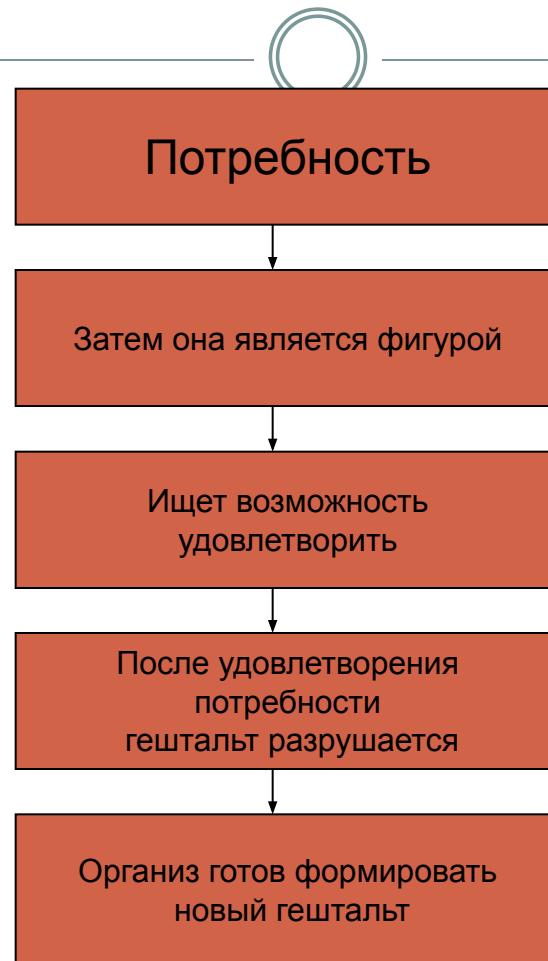 Потребность
Затем она является фигурой
Ищет возможность
удовлетворить
После удовлетворения
потребности
гештальт разрушается
Организ готов формировать
новый гештальт